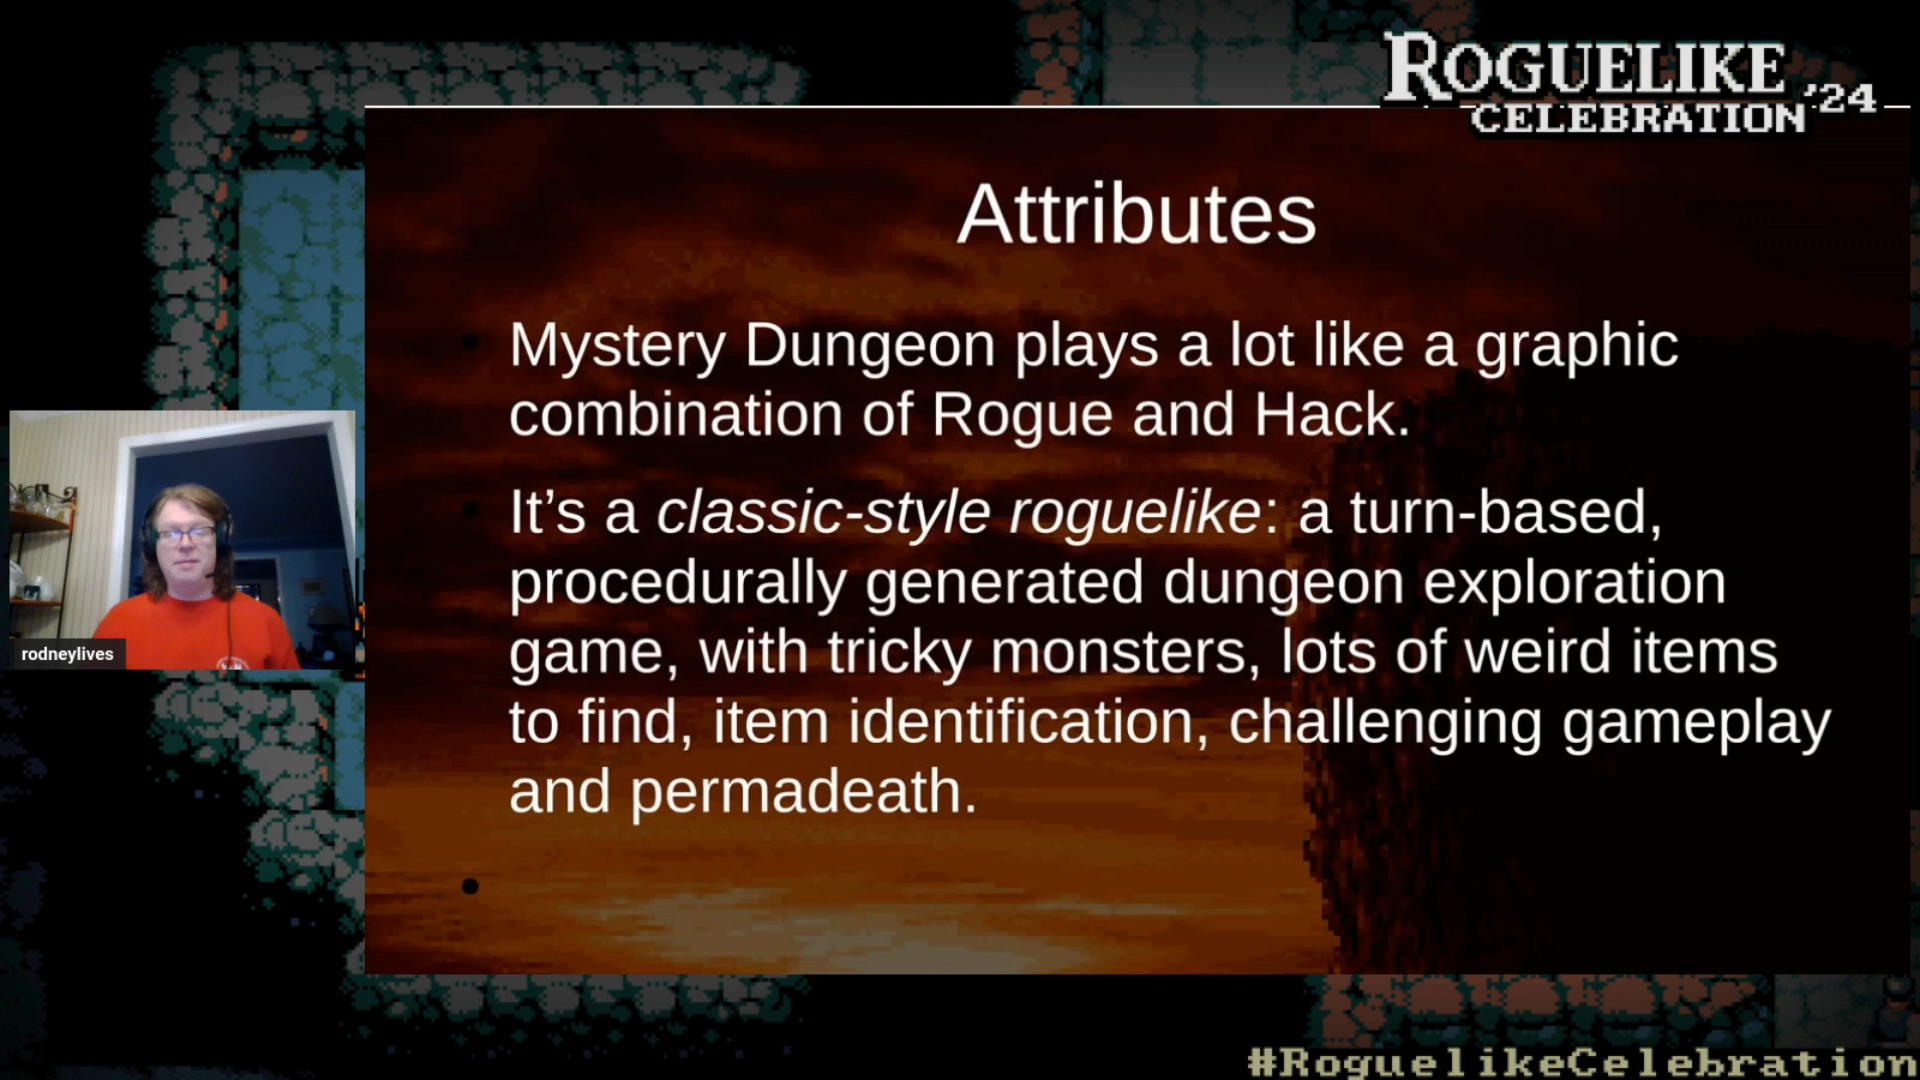 ROGUELIKE
CELEBRATION '24
Attributes
Mystery Dungeon plays a lot like a graphic
combination of Rogue and Hack.
It’s a classic-style roguelike: a turn-based,
procedurally generated dungeon exploration
game, with tricky monsters, lots of weird items
to find, item identification, challenging gameplay
and permadeath.
rodneylives
#RoguelikeCelebration